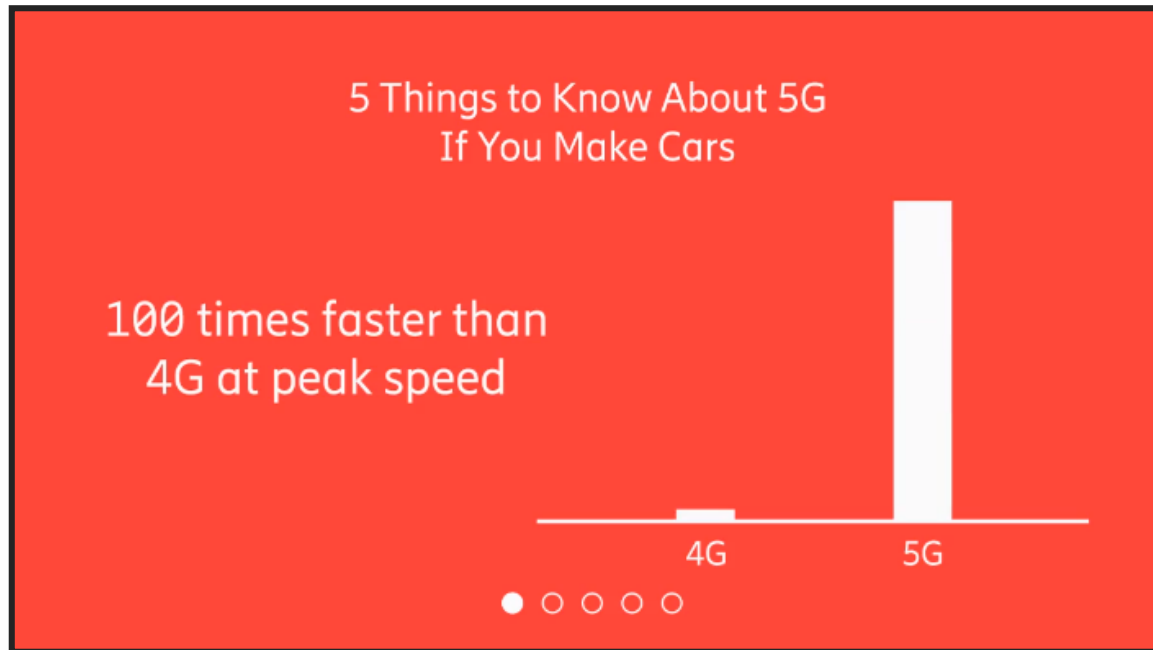 5 Things to Know About 5G
If You Make Cars
100 times faster than
4G at peak speed
4G
5G